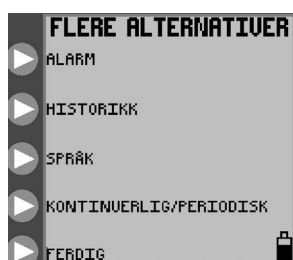 FLERE ALTERNATIVER
ALARM
HISTORIKK
SPRÅK
KONTINUERLIG/PERIODISK
FERDIG